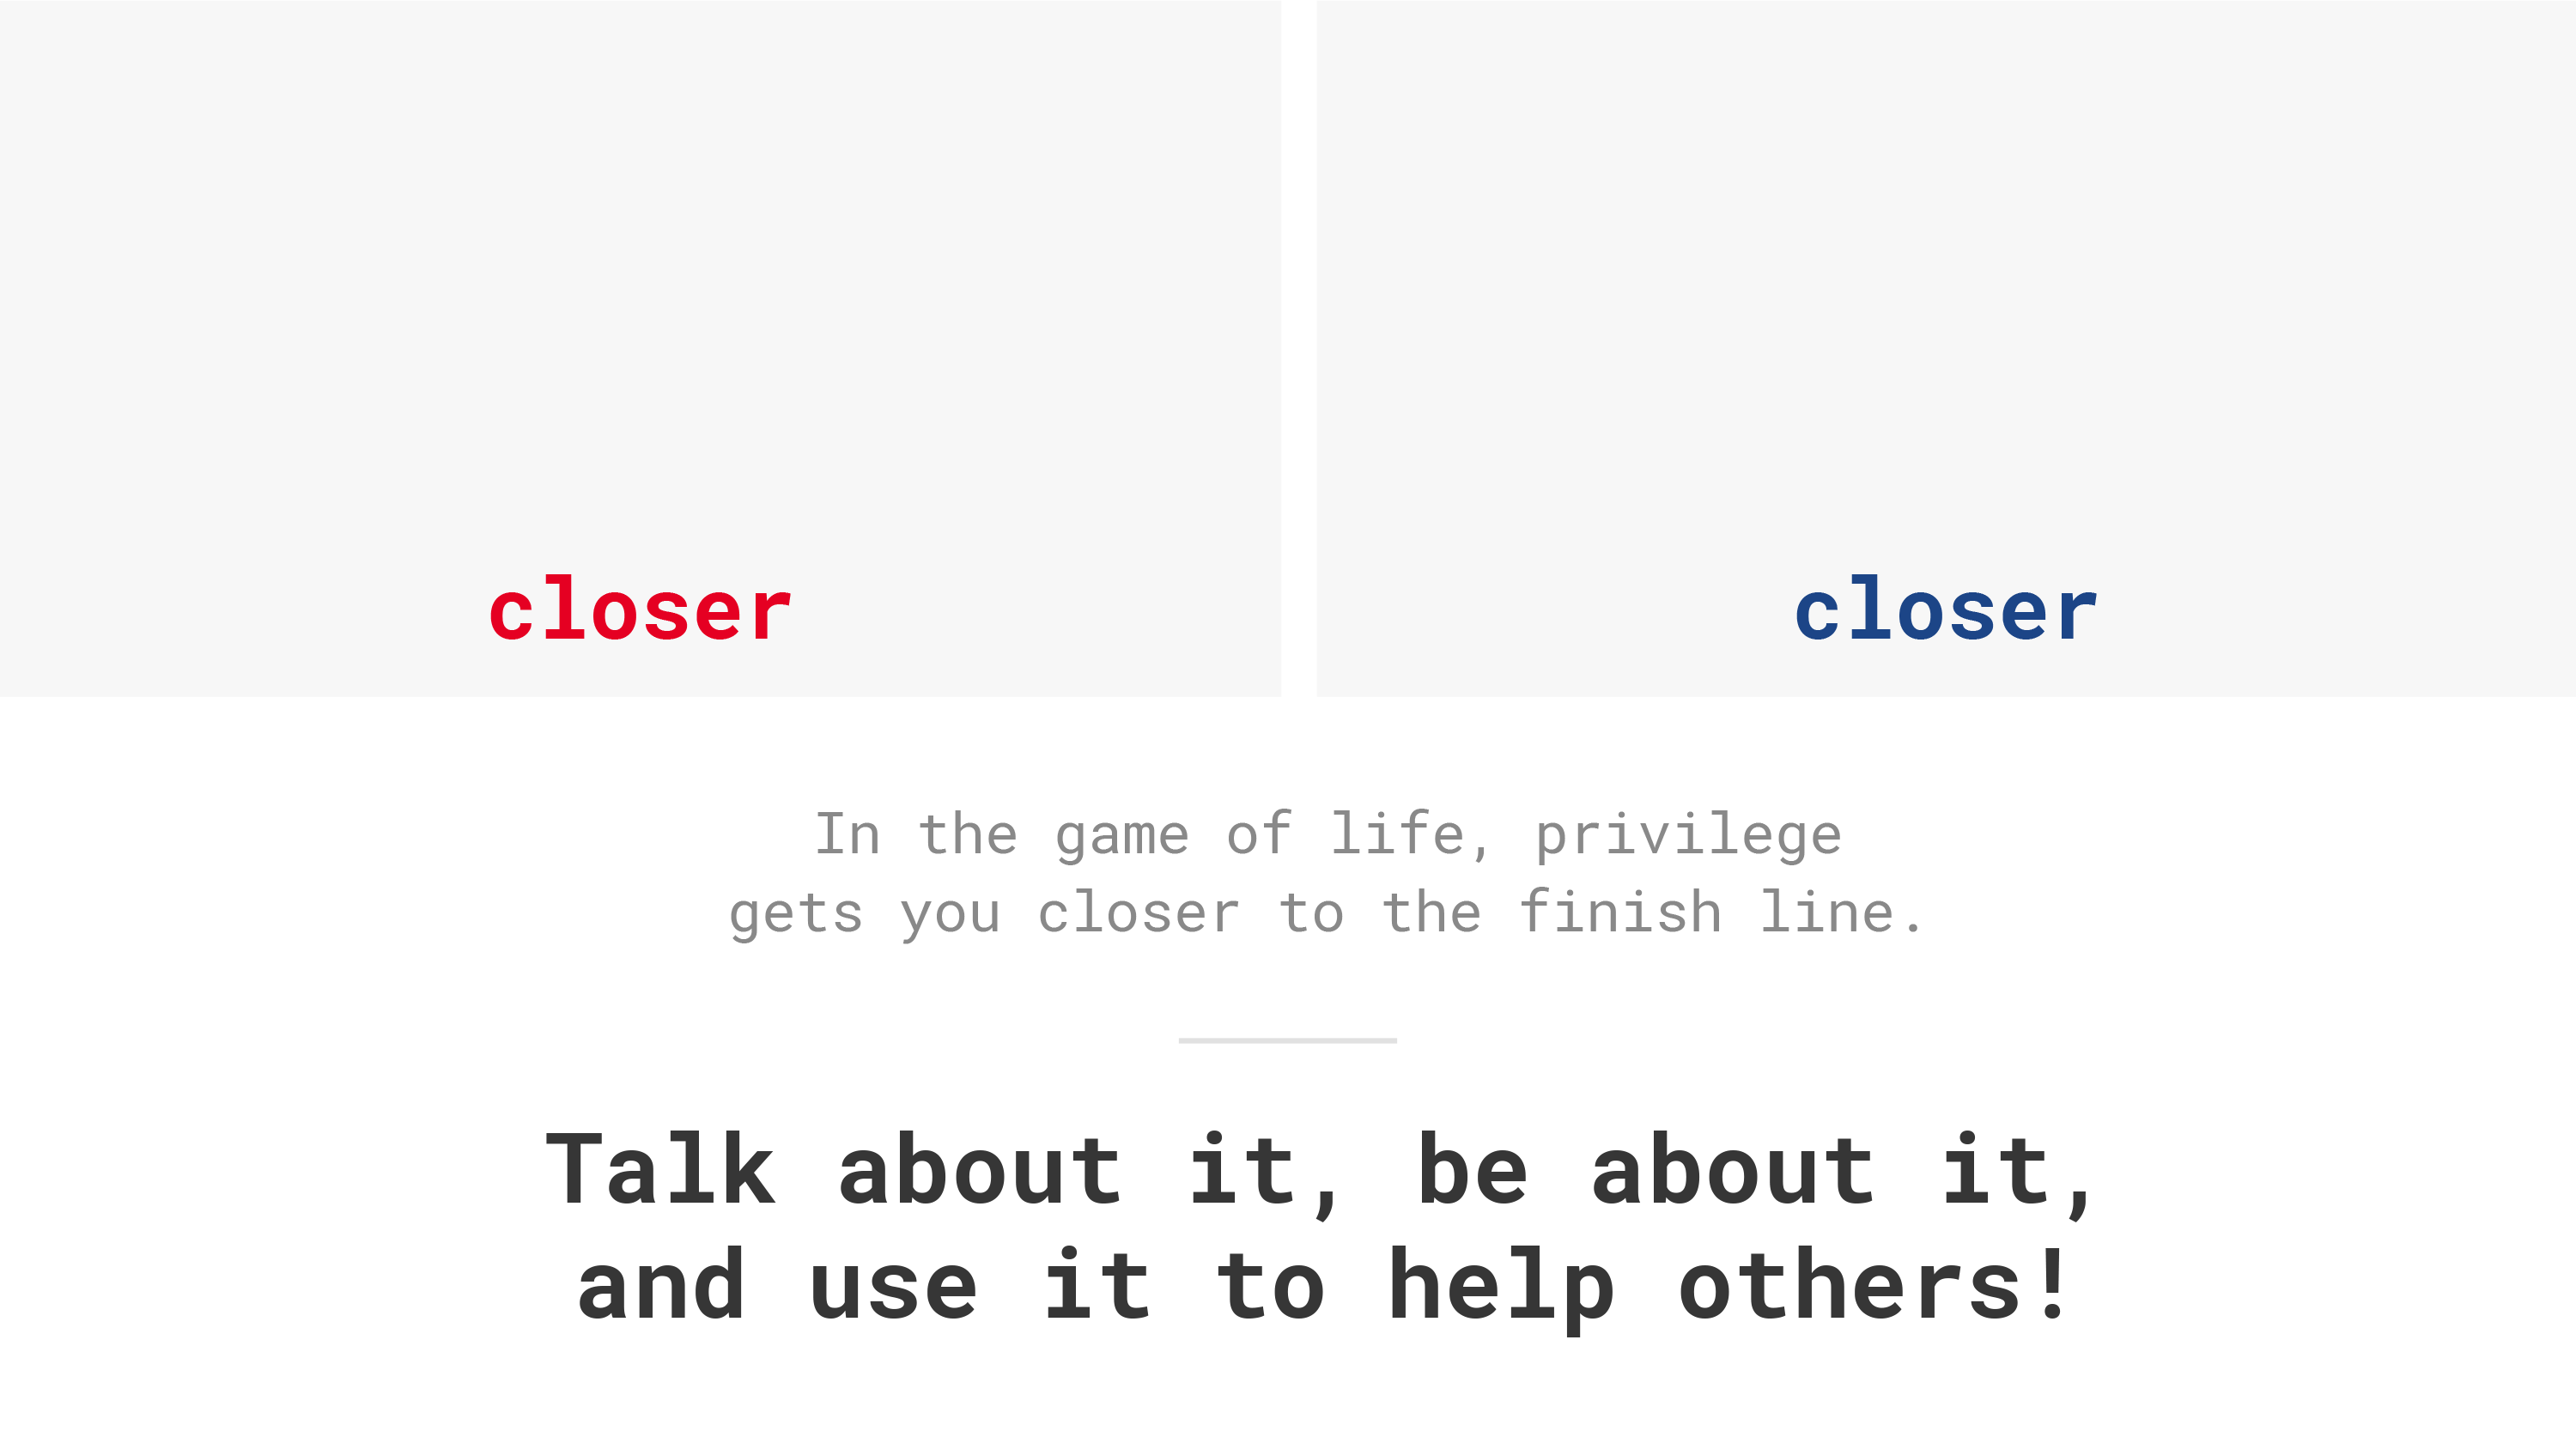 closer
closer
In the game of life, privilege
gets you closer to the finish line.
Talk about it, be about it,
and use it to help others!